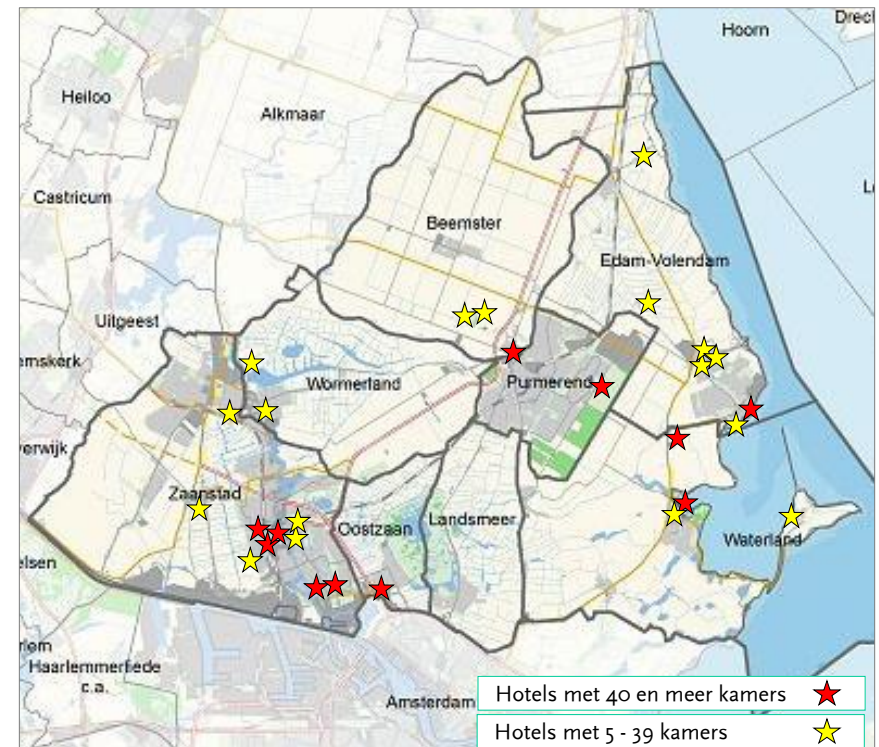 Drech
Hoorn
Heiloo
Alkmaar
Castricum
Beemster
Edam-Volendam
Uitgeest
emskerk
Wormerland
Purmerend
erwijk
Zaanstad
Oostzaan
Landsmeer
Waterland
elsen
Haarlemmerliede
c.a.
Amsterdam
Hotels met 40 en meer kamers
Hotels met 5 - 39 kamers